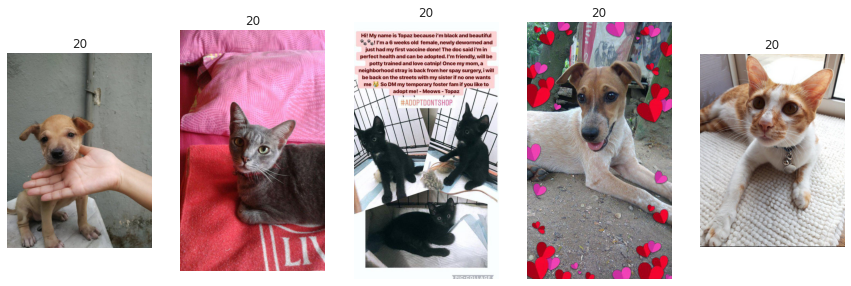 20
20
20
20
20
Hi! My name is Topaz because i'm black and beautiful
🐾! I'm a 6 weeks old female, newly dewormed and
just had my first vaccine done! The doc said i'm in
perfect health and can be adopted. I'm friendly, will be
potty trained and love catnip! Once my mom, a
neighborhood stray is back from her spay surgery, i will
be back on the streets with my sister if no one wants
me So DM my temporary foster fam if you like to
adopt me! - Meows - Topaz
#ADOPTDONTSHOP
LIV